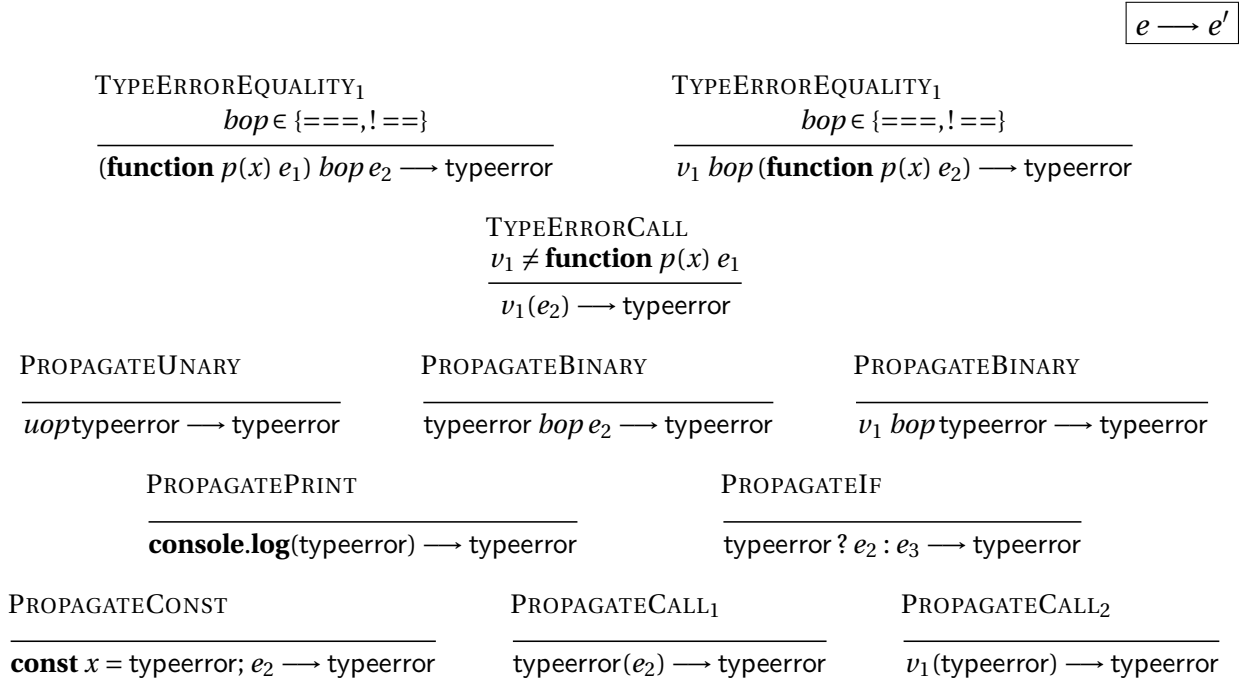 e ⟶ e′
TYPEERROREQUALITY₁ TYPEERROREQUALITY₁
bop ∈ {===,! ==} bop ∈ {===,! ==}
(function p(x) e₁) bop e₂ ⟶ typeerror v₁ bop (function p(x) e₂) ⟶ typeerror
TYPEERRORCALL
v₁ ≠ function p(x) e₁
v₁(e₂) ⟶ typeerror
PROPAGATEUNARY PROPAGATEBINARY PROPAGATEBINARY
uop typeerror ⟶ typeerror typeerror bop e₂ ⟶ typeerror v₁ bop typeerror ⟶ typeerror
PROPAGATEPRINT PROPAGATEIF
console.log(typeerror) ⟶ typeerror typeerror ? e₂ : e₃ ⟶ typeerror
PROPAGATECONST PROPAGATECALL₁ PROPAGATECALL₂
const x = typeerror; e₂ ⟶ typeerror typeerror(e₂) ⟶ typeerror v₁(typeerror) ⟶ typeerror